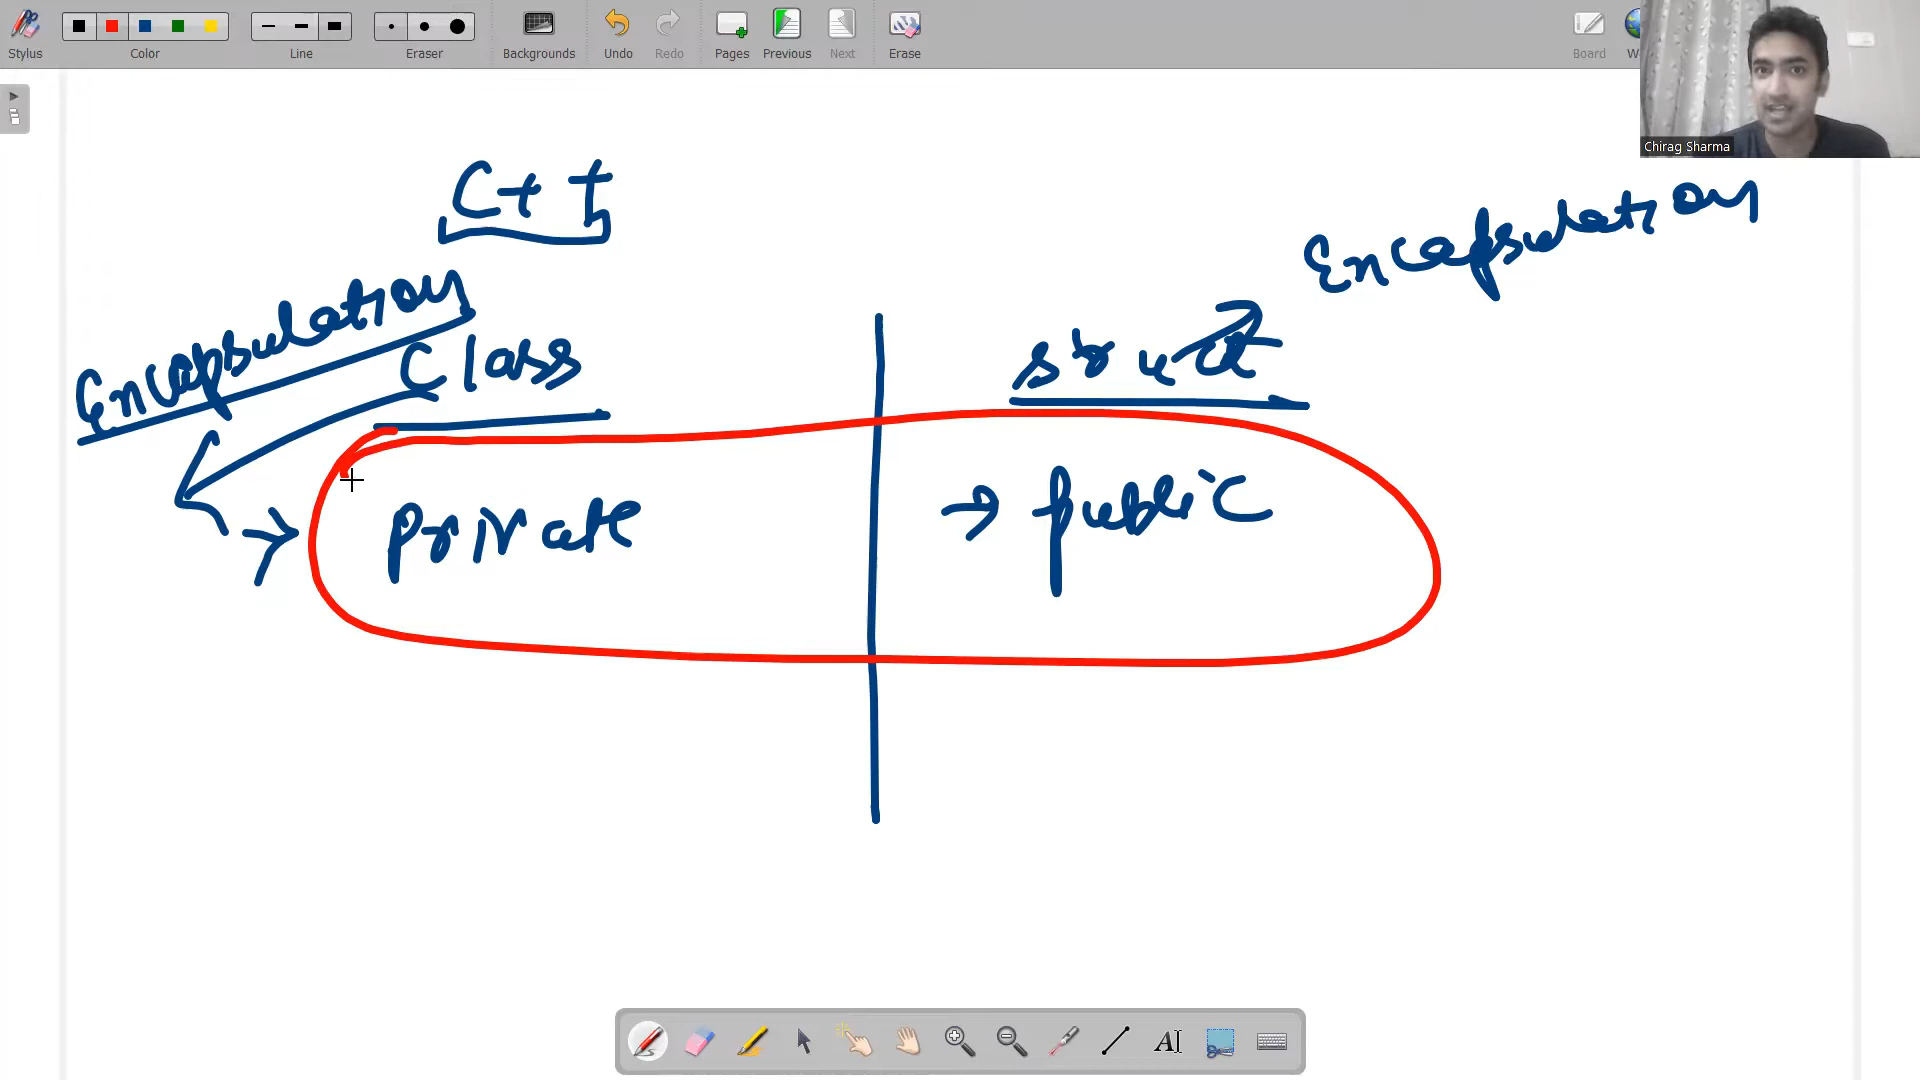 Stylus
Color
Line
Eraser
Backgrounds
Undo
Redo
Pages
Previous
Next
Erase
Board
Chirag Sharma
C++
Encapsulation
Encapsulation
Class
struct
private
public
AI